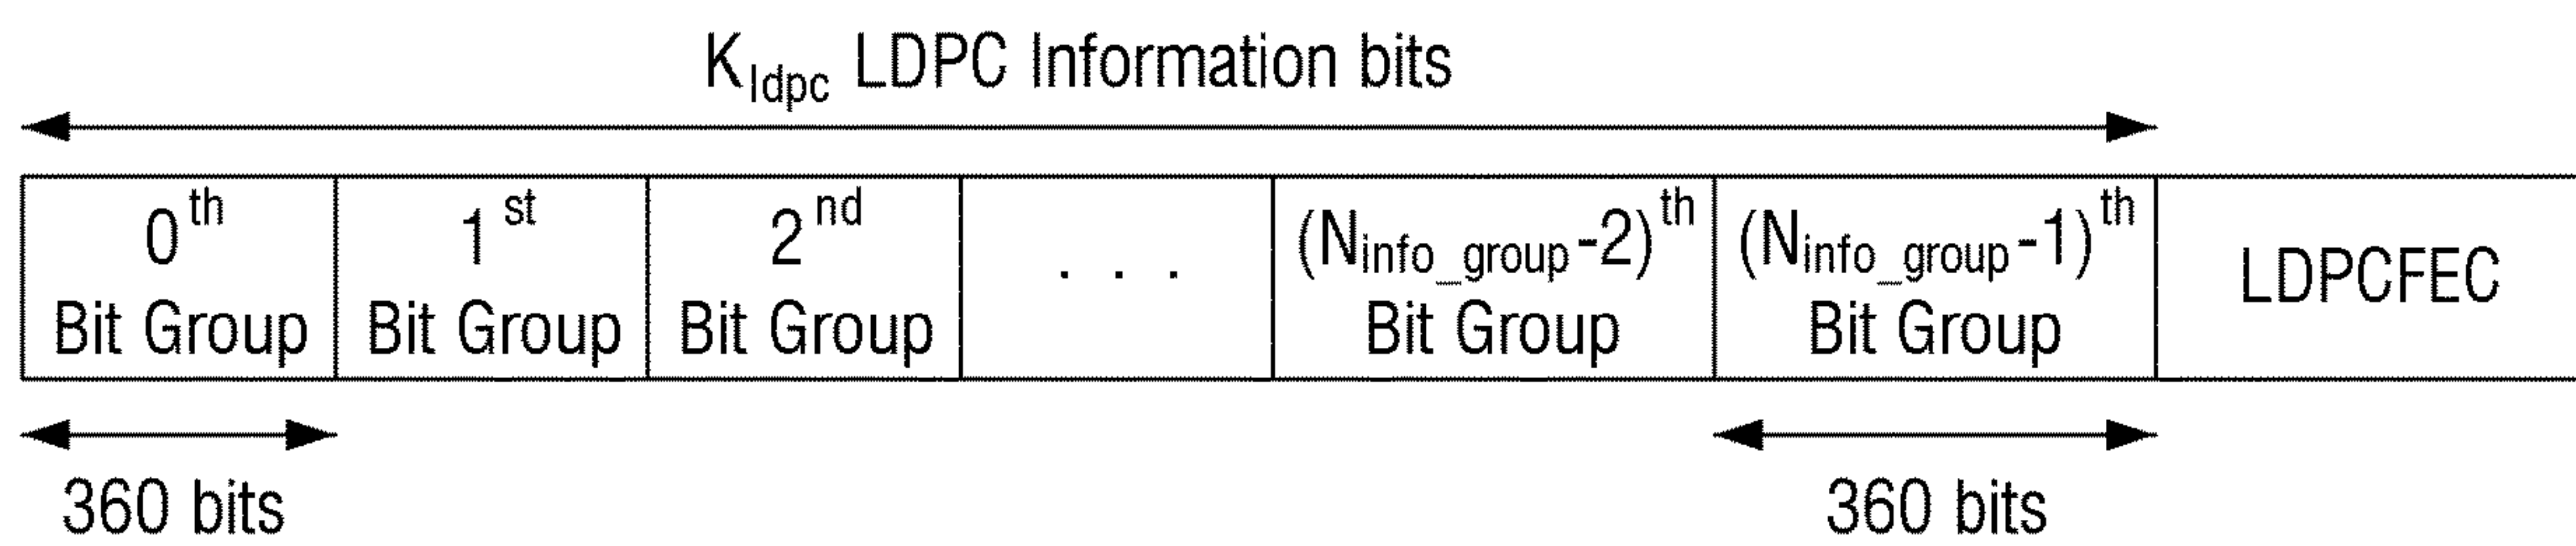 K_ldpc LDPC Information bits
0th 1st 2nd . . . (N_info_group-2)th (N_info_group-1)th LDPCFEC
Bit Group Bit Group Bit Group Bit Group Bit Group
360 bits 360 bits